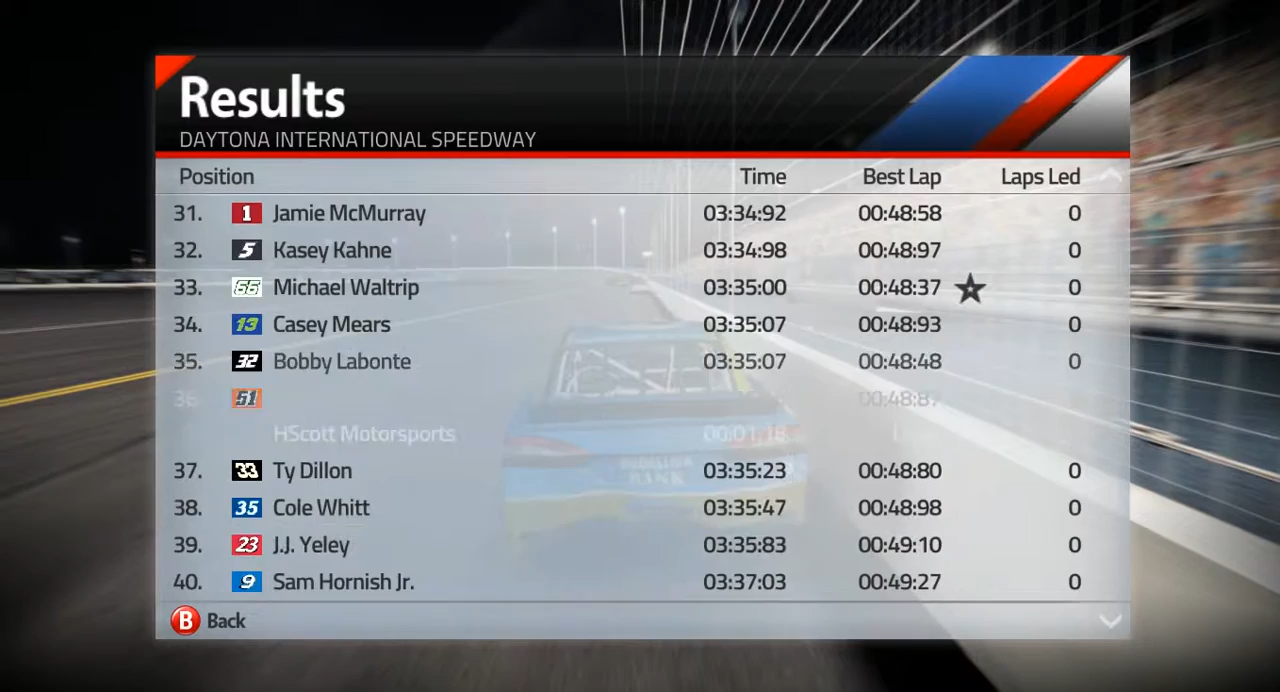 Results
DAYTONA INTERNATIONAL SPEEDWAY
Position Time Best Lap Laps Led
31. 1 Jamie McMurray 03:34:92 00:48:58 0
32. 5 Kasey Kahne 03:34:98 00:48:97 0
33. 55 Michael Waltrip 03:35:00 00:48:37 0
34. 13 Casey Mears 03:35:07 00:48:93 0
35. 32 Bobby Labonte 03:35:07 00:48:48 0
36. 51
HScott Motorsports 00:01,18
37. 33 Ty Dillon 03:35:23 00:48:80 0
38. 35 Cole Whitt 03:35:47 00:48:98 0
39. 23 J.J. Yeley 03:35:83 00:49:10 0
40. 9 Sam Hornish Jr. 03:37:03 00:49:27 0
B Back